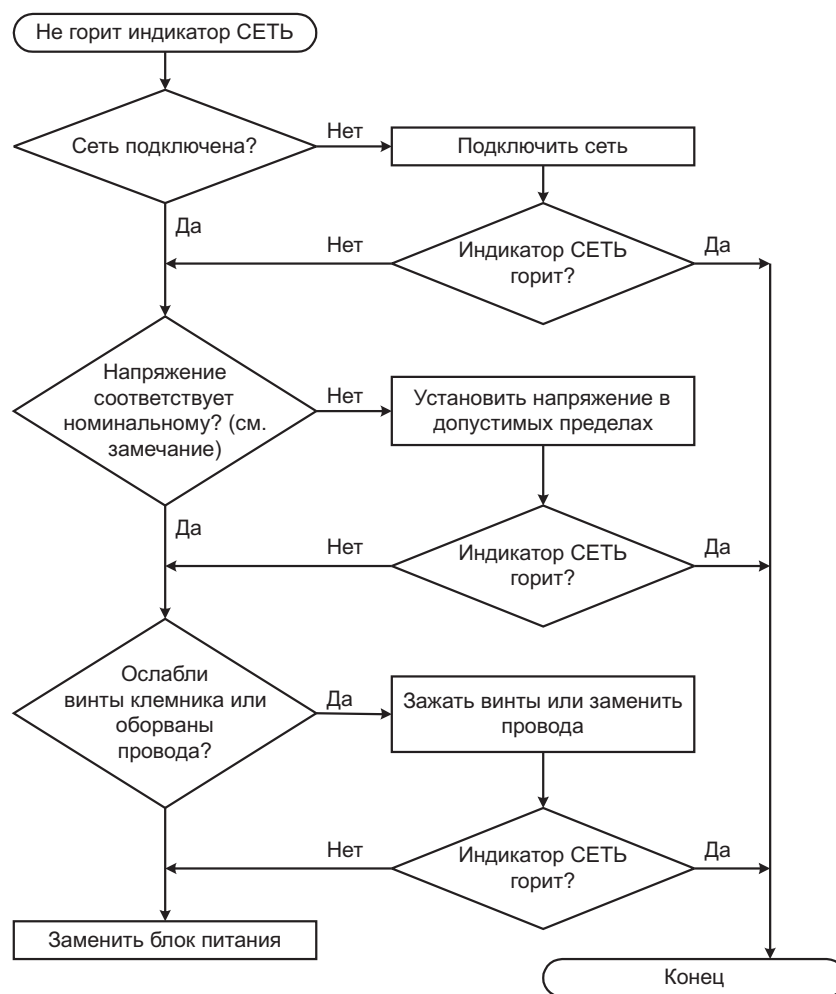 Не горит индикатор СЕТЬ
Сеть подключена?
Нет
Подключить сеть
Да
Нет
Индикатор СЕТЬ
горит?
Да
Напряжение
соответствует
номинальному? (см.
замечание)
Нет
Установить напряжение в
допустимых пределах
Да
Нет
Индикатор СЕТЬ
горит?
Да
Ослабли
винты клемника или
оборваны
провода?
Да
Зажать винты или заменить
провода
Нет
Индикатор СЕТЬ
горит?
Да
Заменить блок питания
Конец